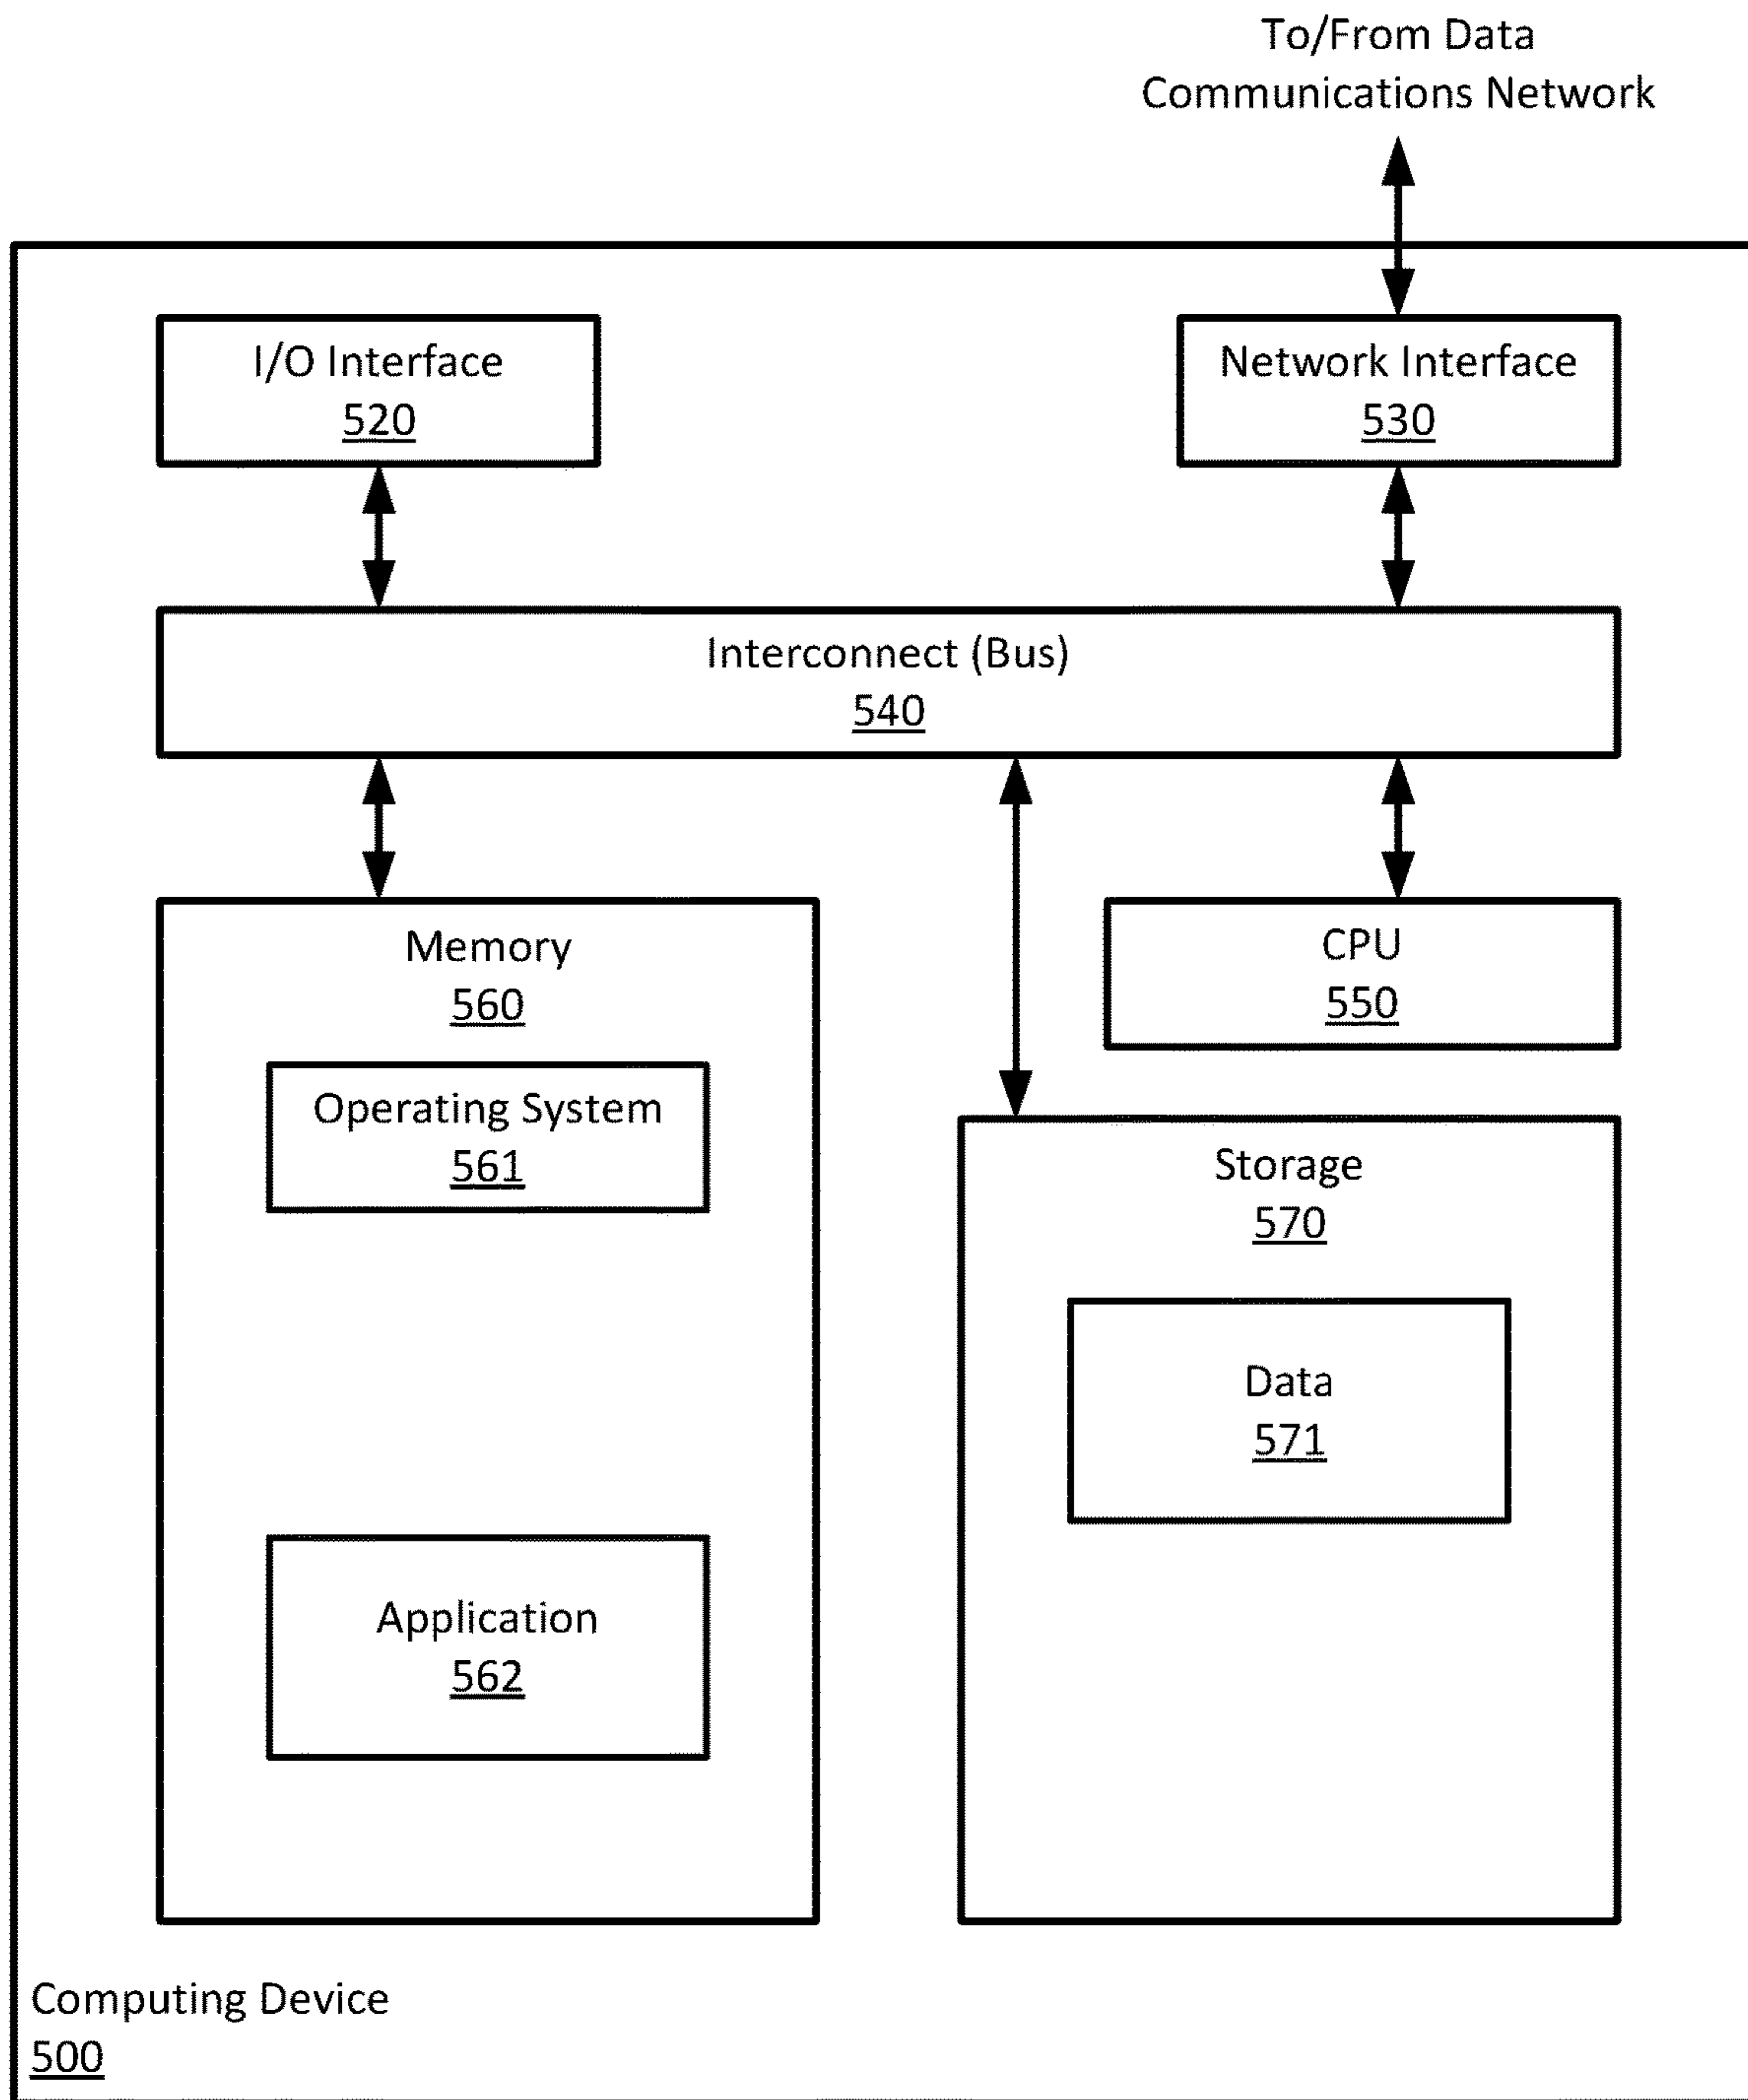 To/From Data
Communications Network
I/O Interface
520
Network Interface
530
Interconnect (Bus)
540
Memory
560
Operating System
561
Application
562
CPU
550
Storage
570
Data
571
Computing Device
500